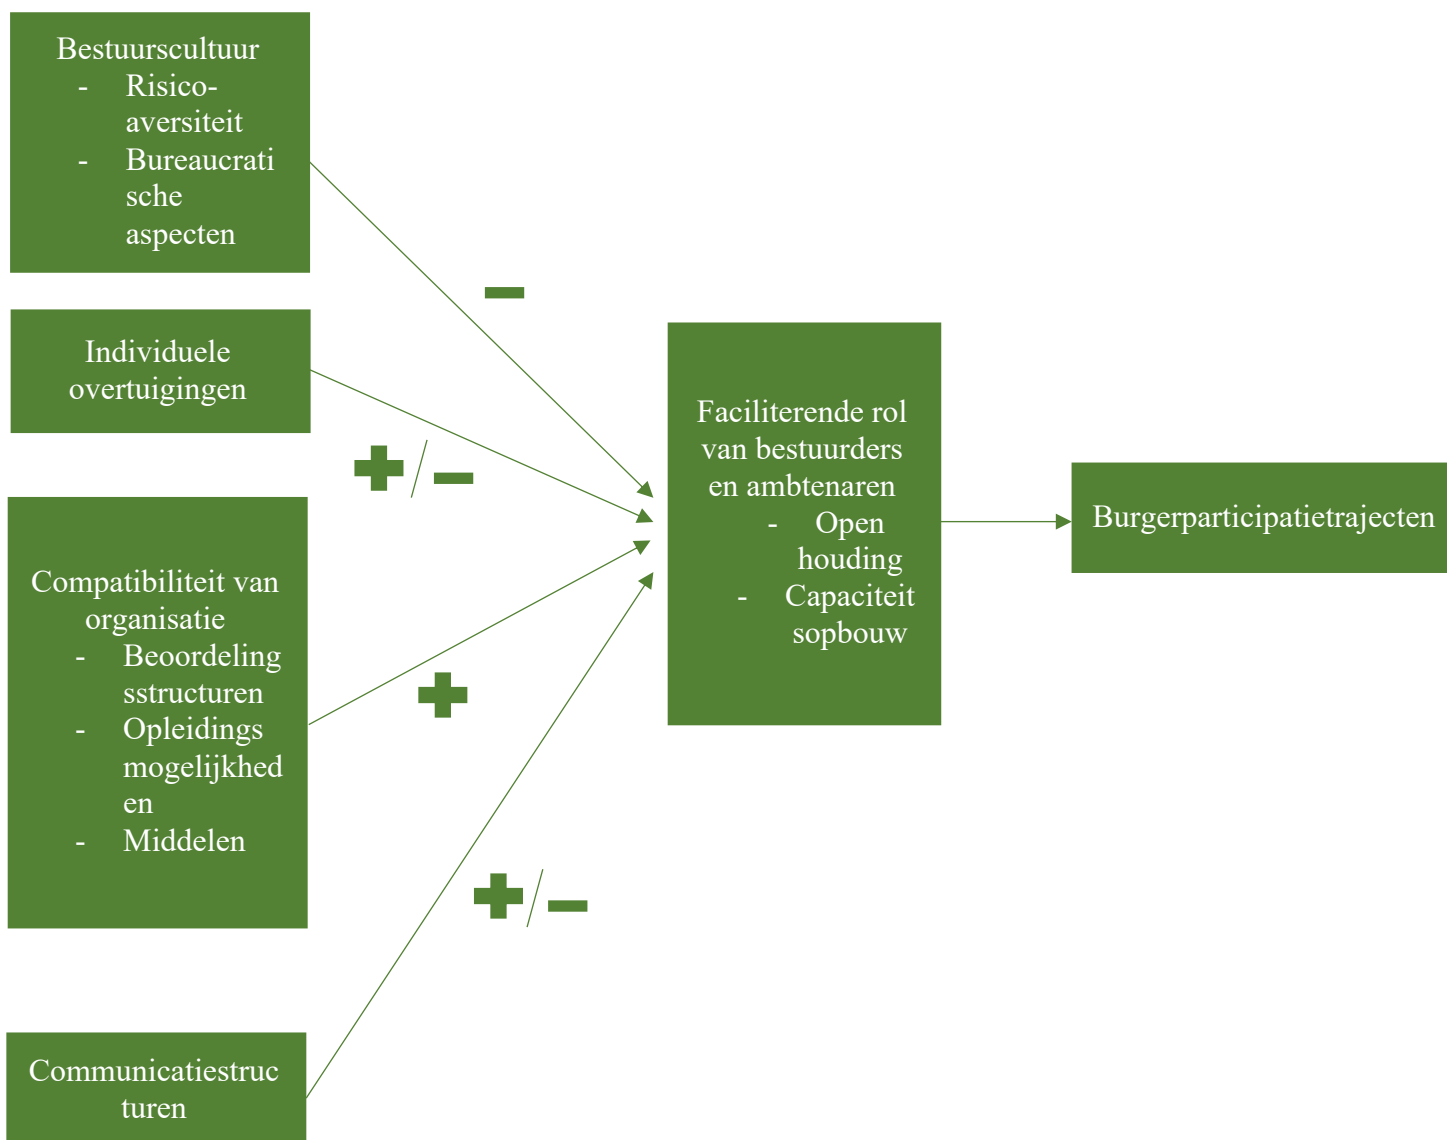 Bestuurscultuur
- Risico-
aversiteit
- Bureaucrati
sche
aspecten
Individuele
overtuigingen
Compatibiliteit van
organisatie
- Beoordeling
sstructuren
- Opleidings
mogelijkhed
en
- Middelen
Communicatiestruc
turen
–
+/–
+
+/–
Faciliterende rol
van bestuurders
en ambtenaren
- Open
houding
- Capaciteit
sopbouw
Burgerparticipatietrajecten